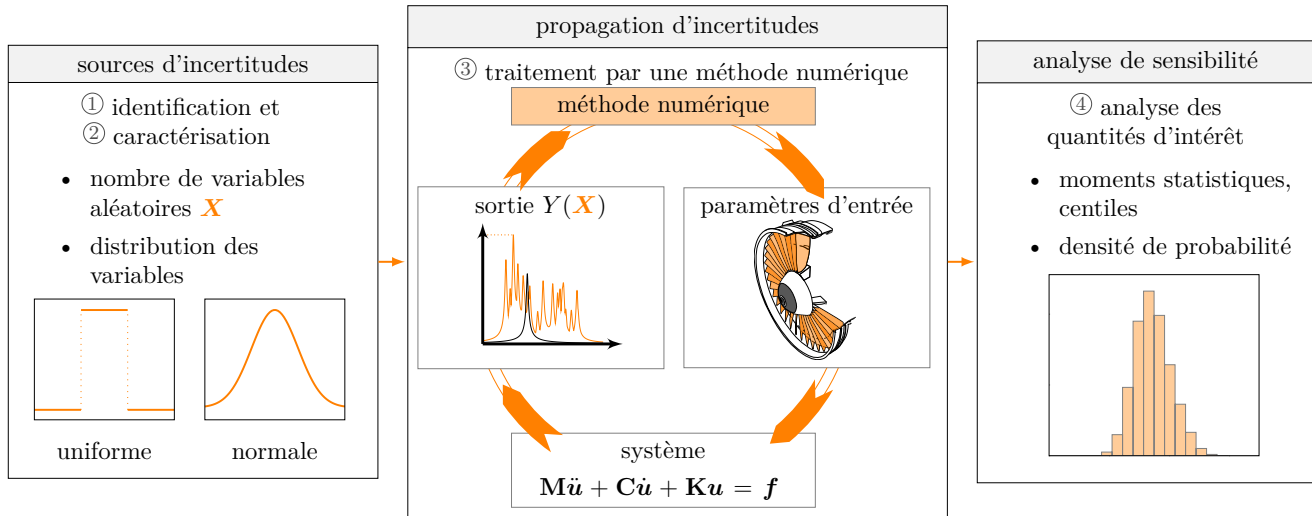 sources d'incertitudes
① identification et
② caractérisation
• nombre de variables
aléatoires X
• distribution des
variables
uniforme
normale
propagation d'incertitudes
③ traitement par une méthode numérique
méthode numérique
sortie Y(X)
paramètres d'entrée
système
Mü + Cu̇ + Ku = f
analyse de sensibilité
④ analyse des
quantités d'intérêt
• moments statistiques,
centiles
• densité de probabilité